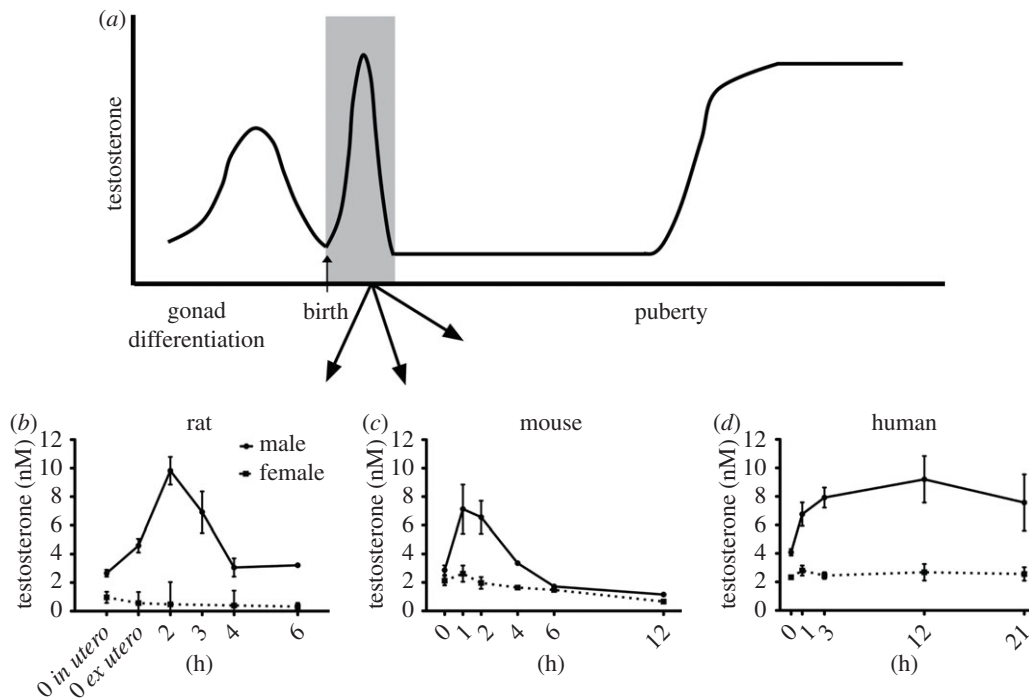 (a)
testosterone
gonad
differentiation
birth
puberty
(b)
rat
testosterone (nM)
12
10
8
6
4
2
0
male
female
0 in utero
0 ex utero
2
3
4
6
(h)
(c)
mouse
testosterone (nM)
12
10
8
6
4
2
0
0
1
2
4
6
12
(h)
(d)
human
testosterone (nM)
12
10
8
6
4
2
0
0
1
3
12
21
(h)